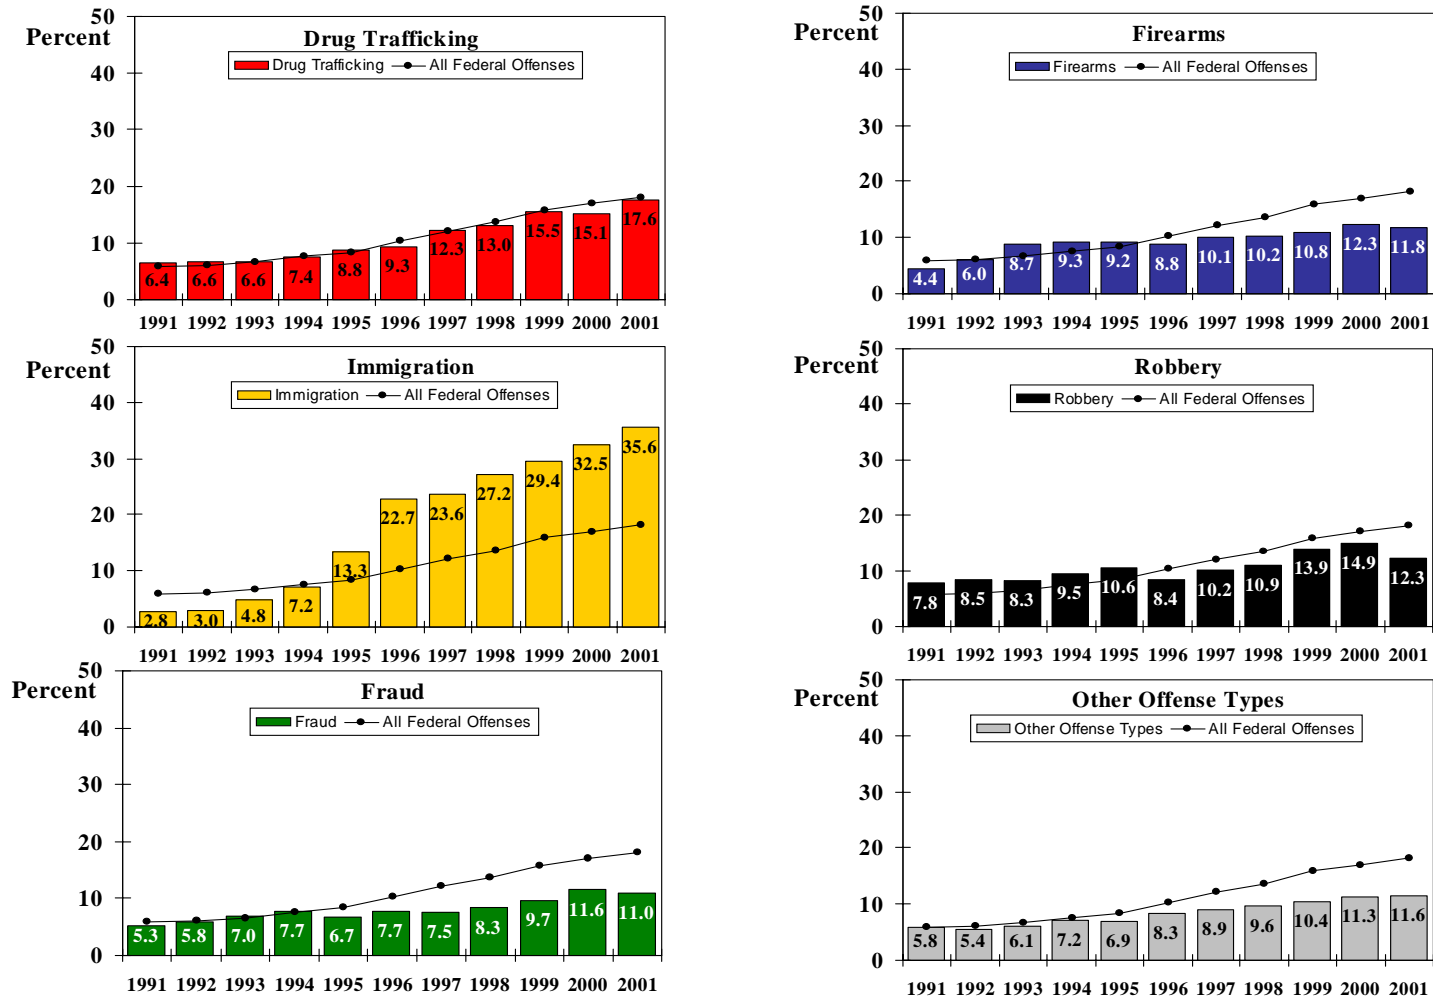 Percent
Drug Trafficking
Drug Trafficking All Federal Offenses
50
40
30
20
10
0
6.4 6.6 6.6 7.4 8.8 9.3 12.3 13.0 15.5 15.1 17.6
1991 1992 1993 1994 1995 1996 1997 1998 1999 2000 2001
Percent
Firearms
Firearms All Federal Offenses
50
40
30
20
10
0
4.4 6.0 8.7 9.3 9.2 8.8 10.1 10.2 10.8 12.3 11.8
1991 1992 1993 1994 1995 1996 1997 1998 1999 2000 2001
Percent
Immigration
Immigration All Federal Offenses
50
40
30
20
10
0
2.8 3.0 4.8 7.2 13.3 22.7 23.6 27.2 29.4 32.5 35.6
1991 1992 1993 1994 1995 1996 1997 1998 1999 2000 2001
Percent
Robbery
Robbery All Federal Offenses
50
40
30
20
10
0
7.8 8.5 8.3 9.5 10.6 8.4 10.2 10.9 13.9 14.9 12.3
1991 1992 1993 1994 1995 1996 1997 1998 1999 2000 2001
Percent
Fraud
Fraud All Federal Offenses
50
40
30
20
10
0
5.3 5.8 7.0 7.7 6.7 7.7 7.5 8.3 9.7 11.6 11.0
1991 1992 1993 1994 1995 1996 1997 1998 1999 2000 2001
Percent
Other Offense Types
Other Offense Types All Federal Offenses
50
40
30
20
10
0
5.8 5.4 6.1 7.2 6.9 8.3 8.9 9.6 10.4 11.3 11.6
1991 1992 1993 1994 1995 1996 1997 1998 1999 2000 2001